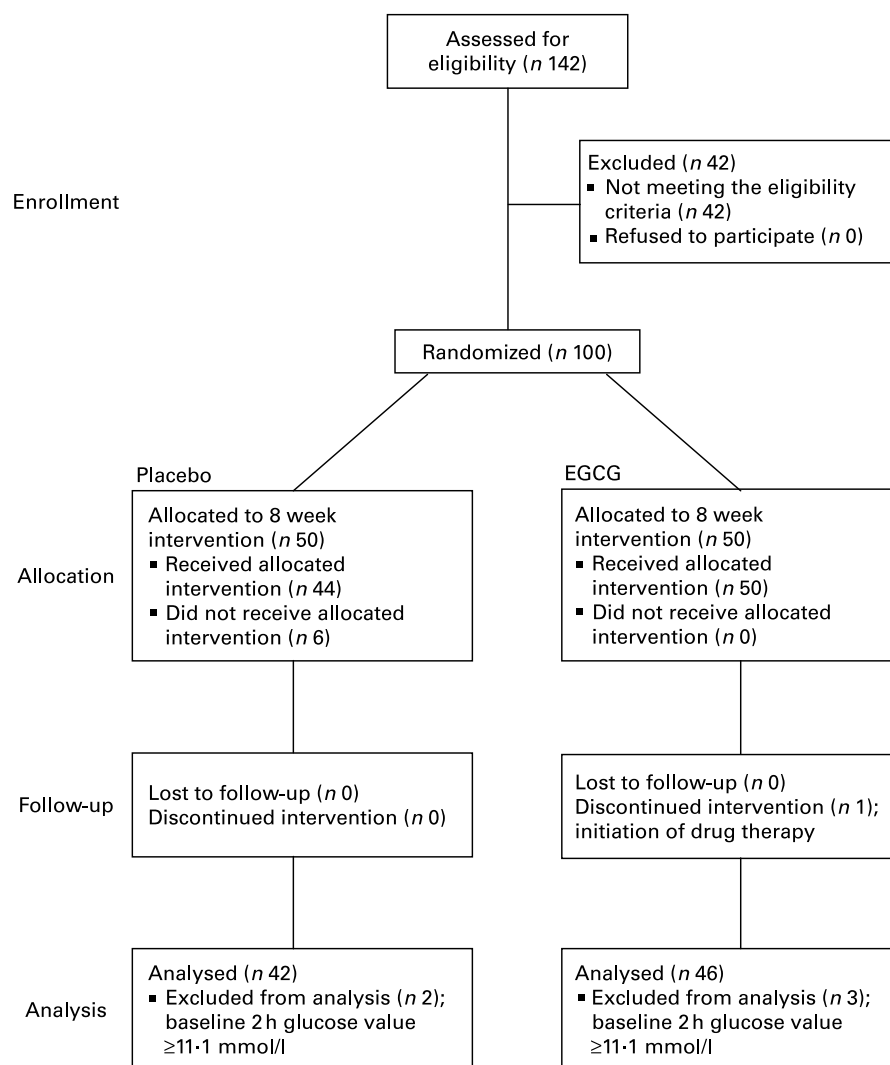 Assessed for
eligibility (n 142)
Enrollment
Excluded (n 42)
▪ Not meeting the eligibility
criteria (n 42)
▪ Refused to participate (n 0)
Randomized (n 100)
Placebo
Allocated to 8 week
intervention (n 50)
▪ Received allocated
intervention (n 44)
▪ Did not receive allocated
intervention (n 6)
EGCG
Allocated to 8 week
intervention (n 50)
▪ Received allocated
intervention (n 50)
▪ Did not receive allocated
intervention (n 0)
Allocation
Follow-up
Lost to follow-up (n 0)
Discontinued intervention (n 0)
Lost to follow-up (n 0)
Discontinued intervention (n 1);
initiation of drug therapy
Analysis
Analysed (n 42)
▪ Excluded from analysis (n 2);
baseline 2 h glucose value
≥11·1 mmol/l
Analysed (n 46)
▪ Excluded from analysis (n 3);
baseline 2 h glucose value
≥11·1 mmol/l